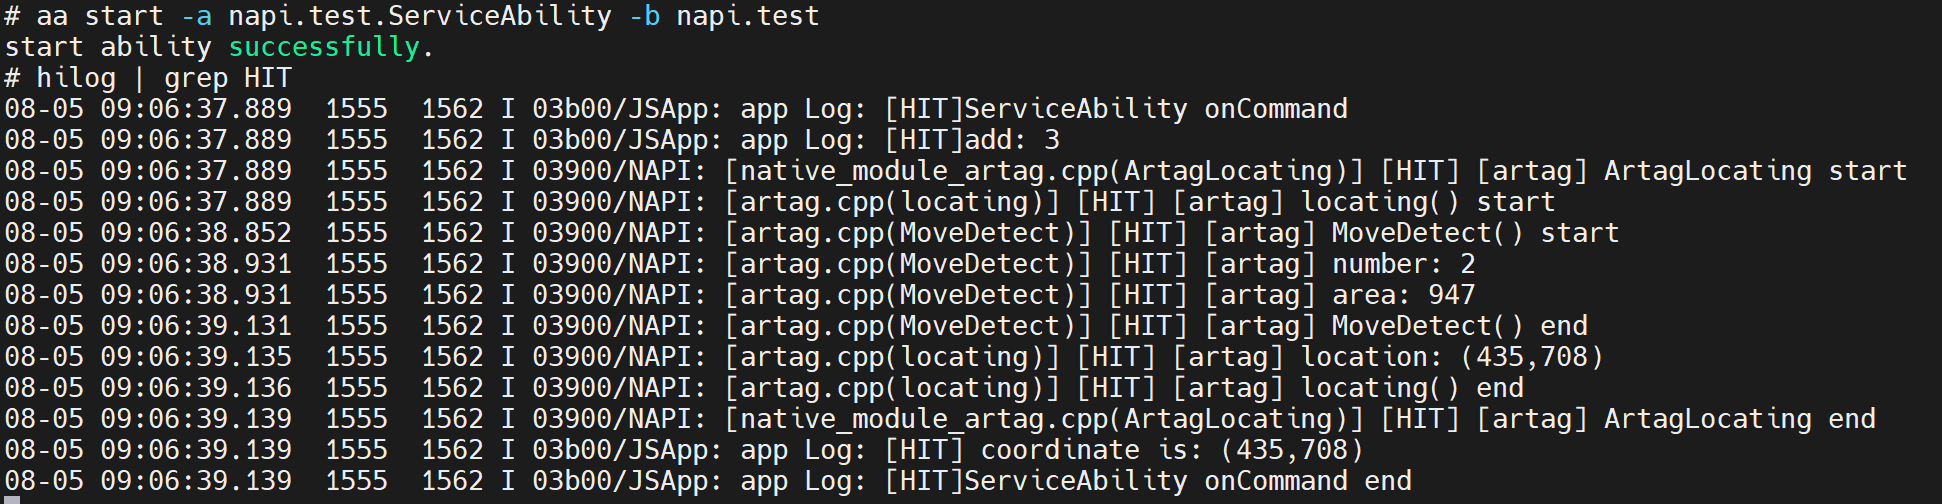 # aa start -a napi.test.ServiceAbility -b napi.test
start ability successfully.
# hilog | grep HIT
08-05 09:06:37.889  1555  1562 I 03b00/JSApp: app Log: [HIT]ServiceAbility onCommand
08-05 09:06:37.889  1555  1562 I 03b00/JSApp: app Log: [HIT]add: 3
08-05 09:06:37.889  1555  1562 I 03900/NAPI: [native_module_artag.cpp(ArtagLocating)] [HIT] [artag] ArtagLocating start
08-05 09:06:37.889  1555  1562 I 03900/NAPI: [artag.cpp(locating)] [HIT] [artag] locating() start
08-05 09:06:38.852  1555  1562 I 03900/NAPI: [artag.cpp(MoveDetect)] [HIT] [artag] MoveDetect() start
08-05 09:06:38.931  1555  1562 I 03900/NAPI: [artag.cpp(MoveDetect)] [HIT] [artag] number: 2
08-05 09:06:38.931  1555  1562 I 03900/NAPI: [artag.cpp(MoveDetect)] [HIT] [artag] area: 947
08-05 09:06:39.131  1555  1562 I 03900/NAPI: [artag.cpp(MoveDetect)] [HIT] [artag] MoveDetect() end
08-05 09:06:39.135  1555  1562 I 03900/NAPI: [artag.cpp(locating)] [HIT] [artag] location: (435,708)
08-05 09:06:39.136  1555  1562 I 03900/NAPI: [artag.cpp(locating)] [HIT] [artag] locating() end
08-05 09:06:39.139  1555  1562 I 03900/NAPI: [native_module_artag.cpp(ArtagLocating)] [HIT] [artag] ArtagLocating end
08-05 09:06:39.139  1555  1562 I 03b00/JSApp: app Log: [HIT] coordinate is: (435,708)
08-05 09:06:39.139  1555  1562 I 03b00/JSApp: app Log: [HIT]ServiceAbility onCommand end